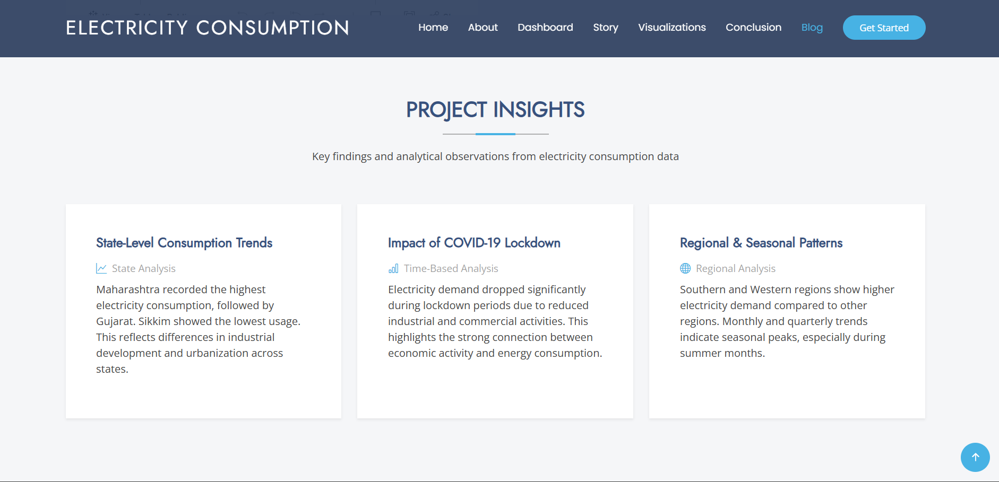 ELECTRICITY CONSUMPTION
Home About Dashboard Story Visualizations Conclusion Blog Get Started
PROJECT INSIGHTS
Key findings and analytical observations from electricity consumption data
State-Level Consumption Trends
State Analysis
Maharashtra recorded the highest
electricity consumption, followed by
Gujarat. Sikkim showed the lowest usage.
This reflects differences in industrial
development and urbanization across
states.
Impact of COVID-19 Lockdown
Time-Based Analysis
Electricity demand dropped significantly
during lockdown periods due to reduced
industrial and commercial activities. This
highlights the strong connection between
economic activity and energy consumption.
Regional & Seasonal Patterns
Regional Analysis
Southern and Western regions show higher
electricity demand compared to other
regions. Monthly and quarterly trends
indicate seasonal peaks, especially during
summer months.